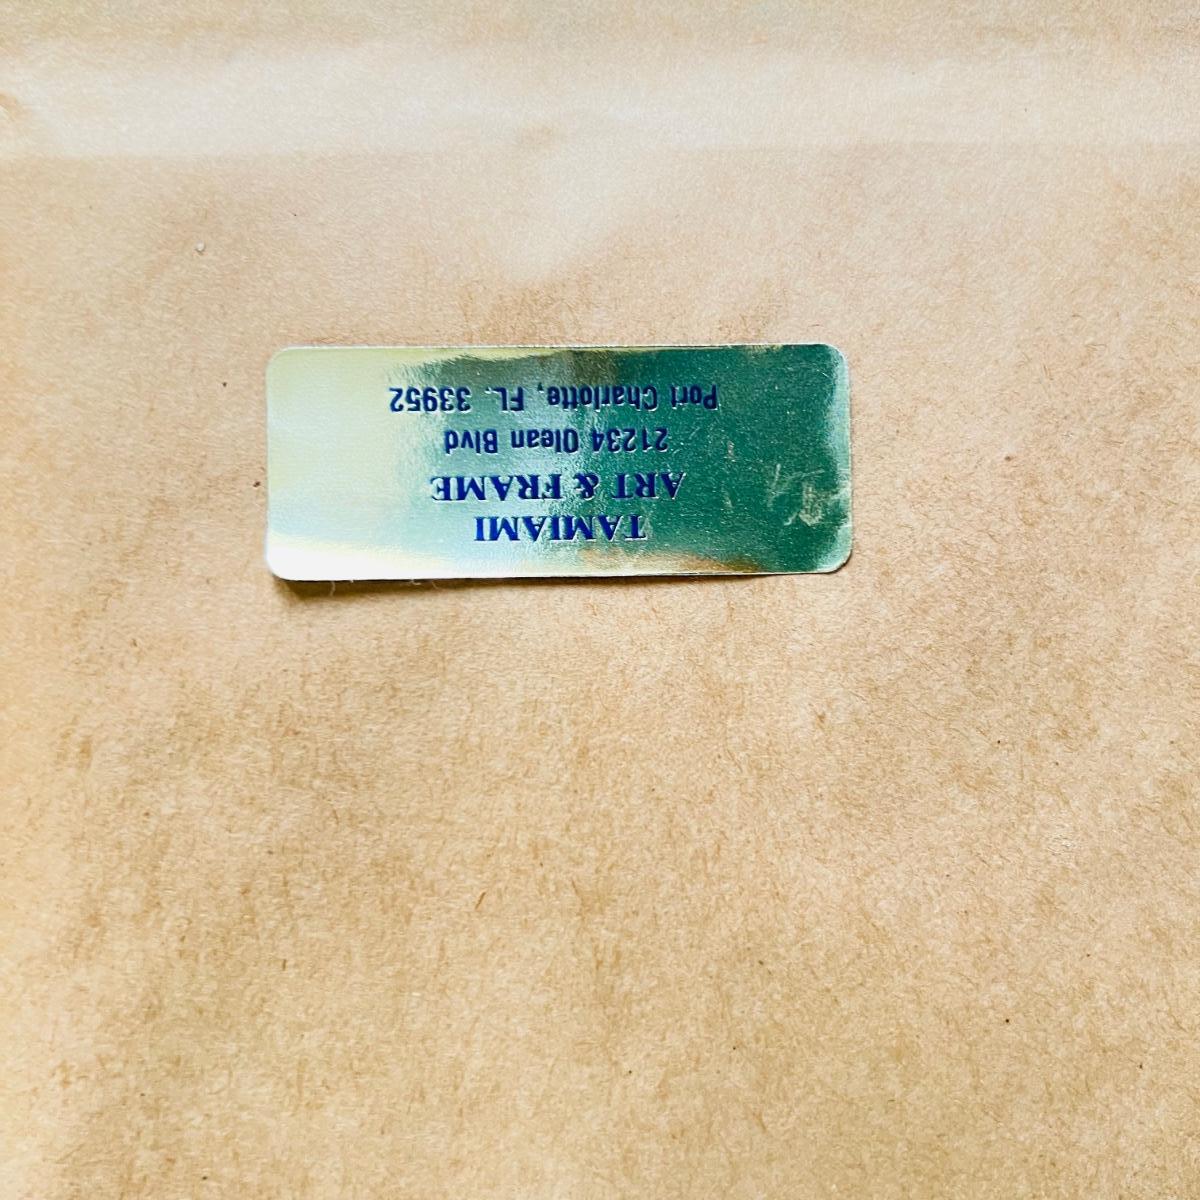 TAMIAMI
ART & FRAME
21234 Olean Blvd
Port Charlotte, FL. 33952